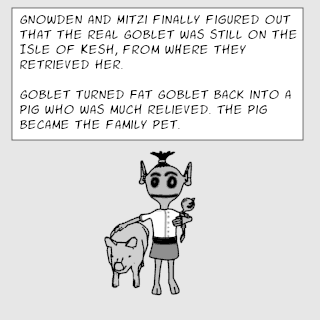 GNOWDEN AND MITZI FINALLY FIGURED OUT
THAT THE REAL GOBLET WAS STILL ON THE
ISLE OF KESH, FROM WHERE THEY
RETRIEVED HER.
GOBLET TURNED FAT GOBLET BACK INTO A
PIG WHO WAS MUCH RELIEVED. THE PIG
BECAME THE FAMILY PET.